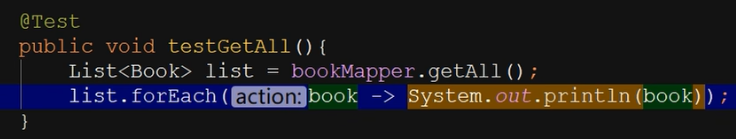 @Test
public void testGetAll(){
    List<Book> list = bookMapper.getAll();
    list.forEach( action: book -> System.out.println(book));
}